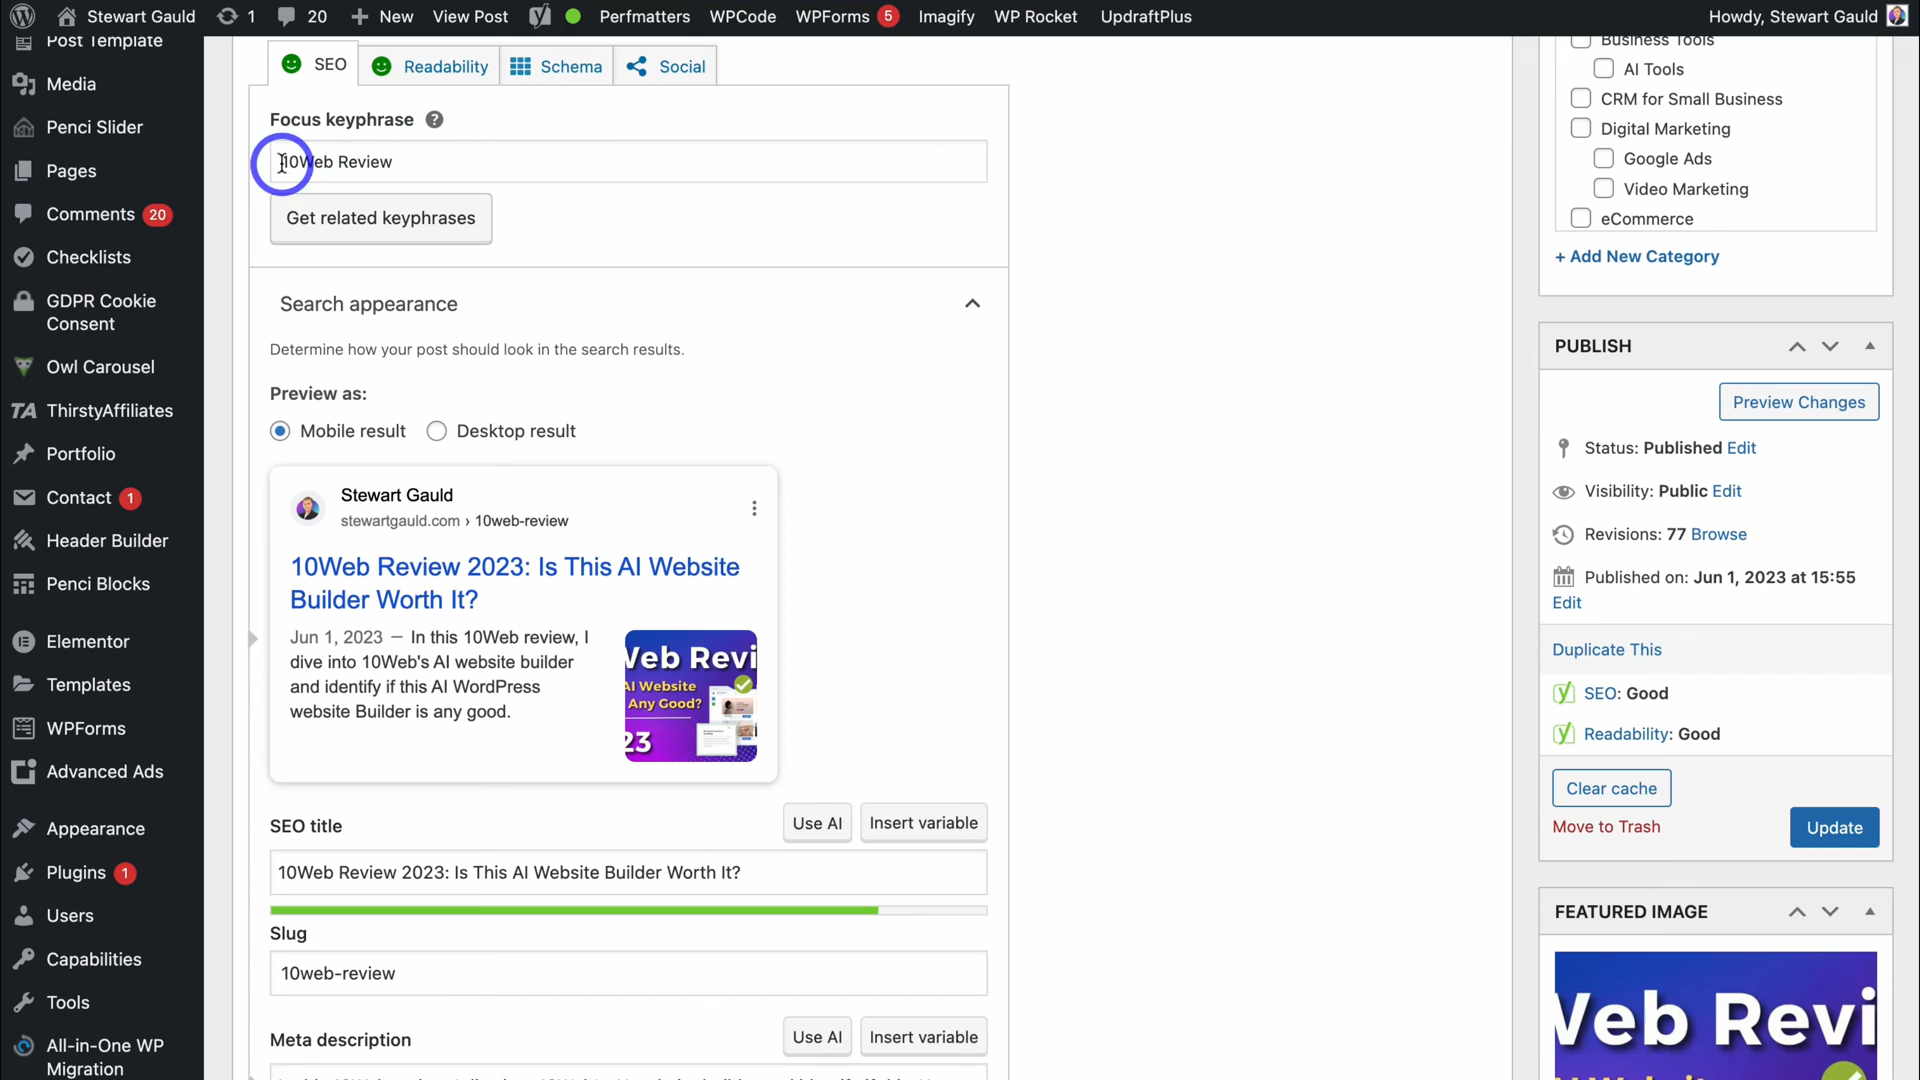 Stewart Gauld
1
20
New
View Post
Perfmatters
WPCode
WPForms 5
Imagify
WP Rocket
UpdraftPlus
Howdy, Stewart Gauld
Post Template
Media
Penci Slider
Pages
Comments 20
Checklists
GDPR Cookie
Consent
Owl Carousel
ThirstyAffiliates
Portfolio
Contact 1
Header Builder
Penci Blocks
Elementor
Templates
WPForms
Advanced Ads
Appearance
Plugins 1
Users
Capabilities
Tools
All-in-One WP
Migration
SEO
Readability
Schema
Social
Focus keyphrase ?
10Web Review
Get related keyphrases
Search appearance
Determine how your post should look in the search results.
Preview as:
Mobile result
Desktop result
Stewart Gauld
stewartgauld.com › 10web-review
10Web Review 2023: Is This AI Website
Builder Worth It?
Jun 1, 2023 — In this 10Web review, I
dive into 10Web's AI website builder
and identify if this AI WordPress
website Builder is any good.
Web Revi
AI Website
Any Good?
23
SEO title
Use AI
Insert variable
10Web Review 2023: Is This AI Website Builder Worth It?
Slug
10web-review
Meta description
Use AI
Insert variable
Business Tools
AI Tools
CRM for Small Business
Digital Marketing
Google Ads
Video Marketing
eCommerce
+ Add New Category
PUBLISH
Preview Changes
Status: Published Edit
Visibility: Public Edit
Revisions: 77 Browse
Published on: Jun 1, 2023 at 15:55
Edit
Duplicate This
SEO: Good
Readability: Good
Clear cache
Move to Trash
Update
FEATURED IMAGE
Web Revi